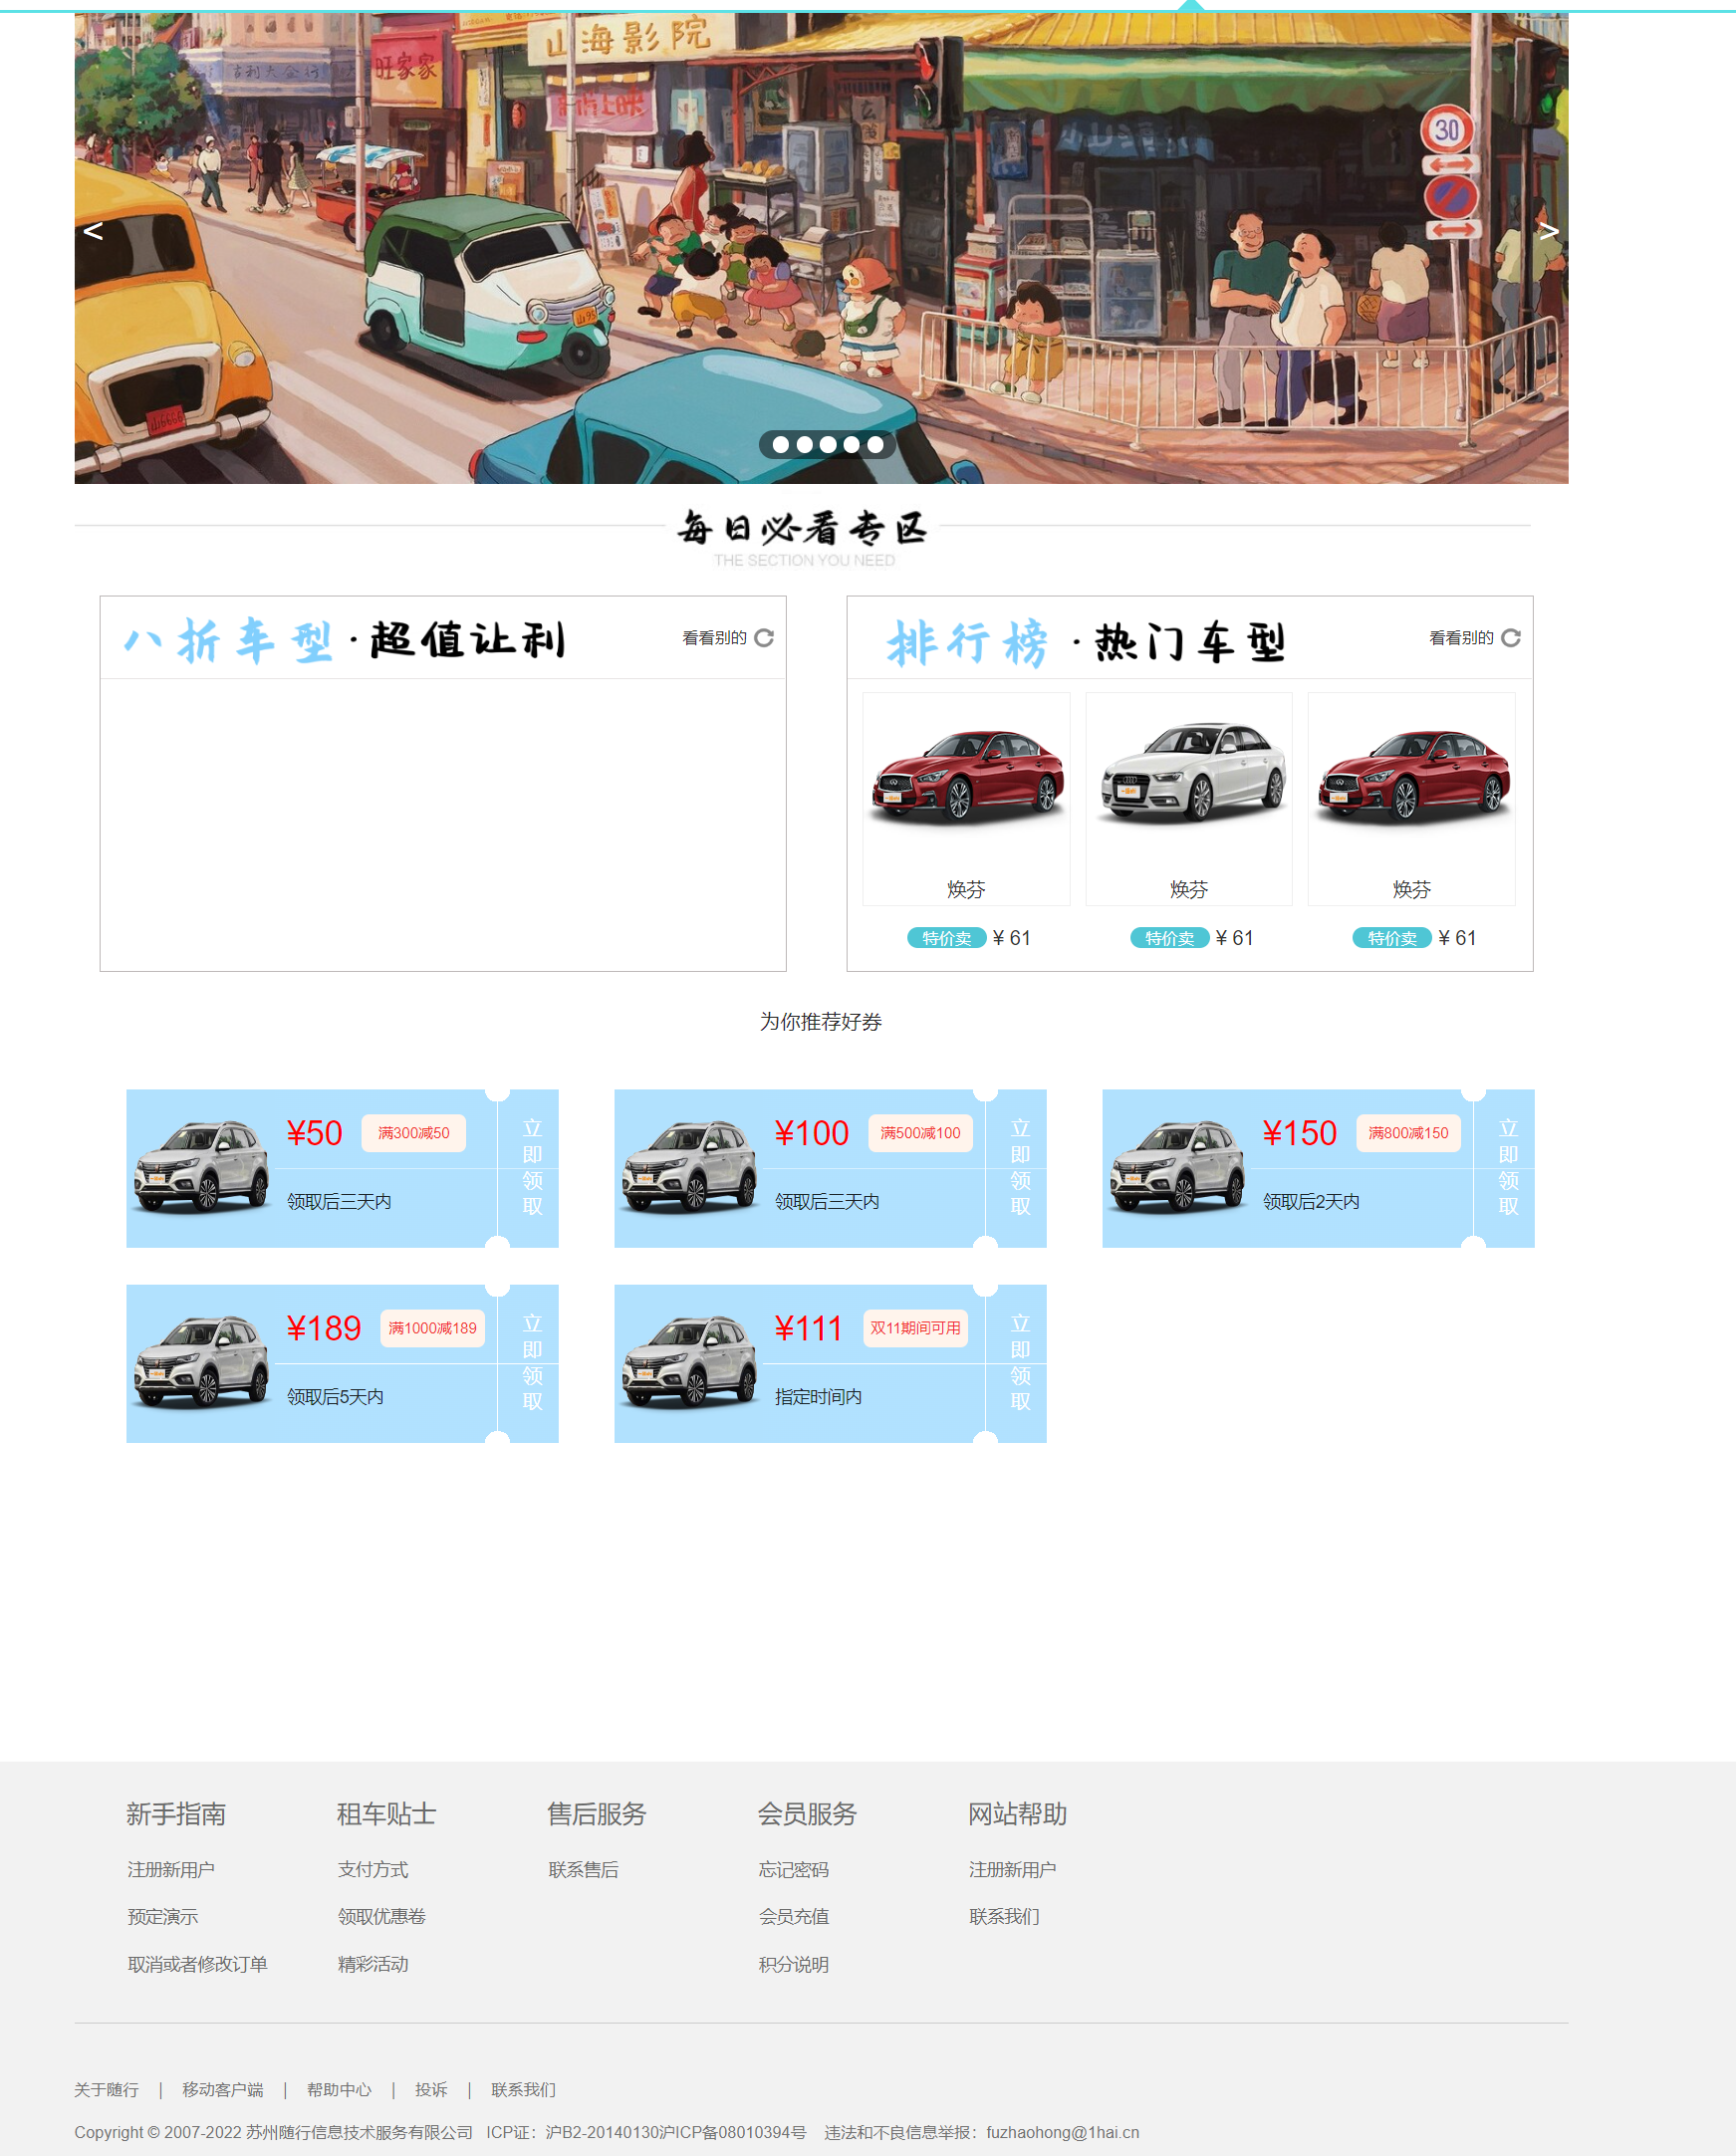 吉利大金行
旺家家
山海影院
30
山95
山6666
<
>
每日必看专区
THE SECTION YOU NEED
八折车型·超值让利
看看别的
排行榜·热门车型
看看别的
焕芬
焕芬
焕芬
特价卖 ¥ 61
特价卖 ¥ 61
特价卖 ¥ 61
为你推荐好券
¥50 满300减50
领取后三天内
立即领取
¥100 满500减100
领取后三天内
立即领取
¥150 满800减150
领取后2天内
立即领取
¥189 满1000减189
领取后5天内
立即领取
¥111 双11期间可用
指定时间内
立即领取
新手指南
注册新用户
预定演示
取消或者修改订单
租车贴士
支付方式
领取优惠卷
精彩活动
售后服务
联系售后
会员服务
忘记密码
会员充值
积分说明
网站帮助
注册新用户
联系我们
关于随行 | 移动客户端 | 帮助中心 | 投诉 | 联系我们
Copyright © 2007-2022 苏州随行信息技术服务有限公司 ICP证：沪B2-20140130沪ICP备08010394号 违法和不良信息举报：fuzhaohong@1hai.cn